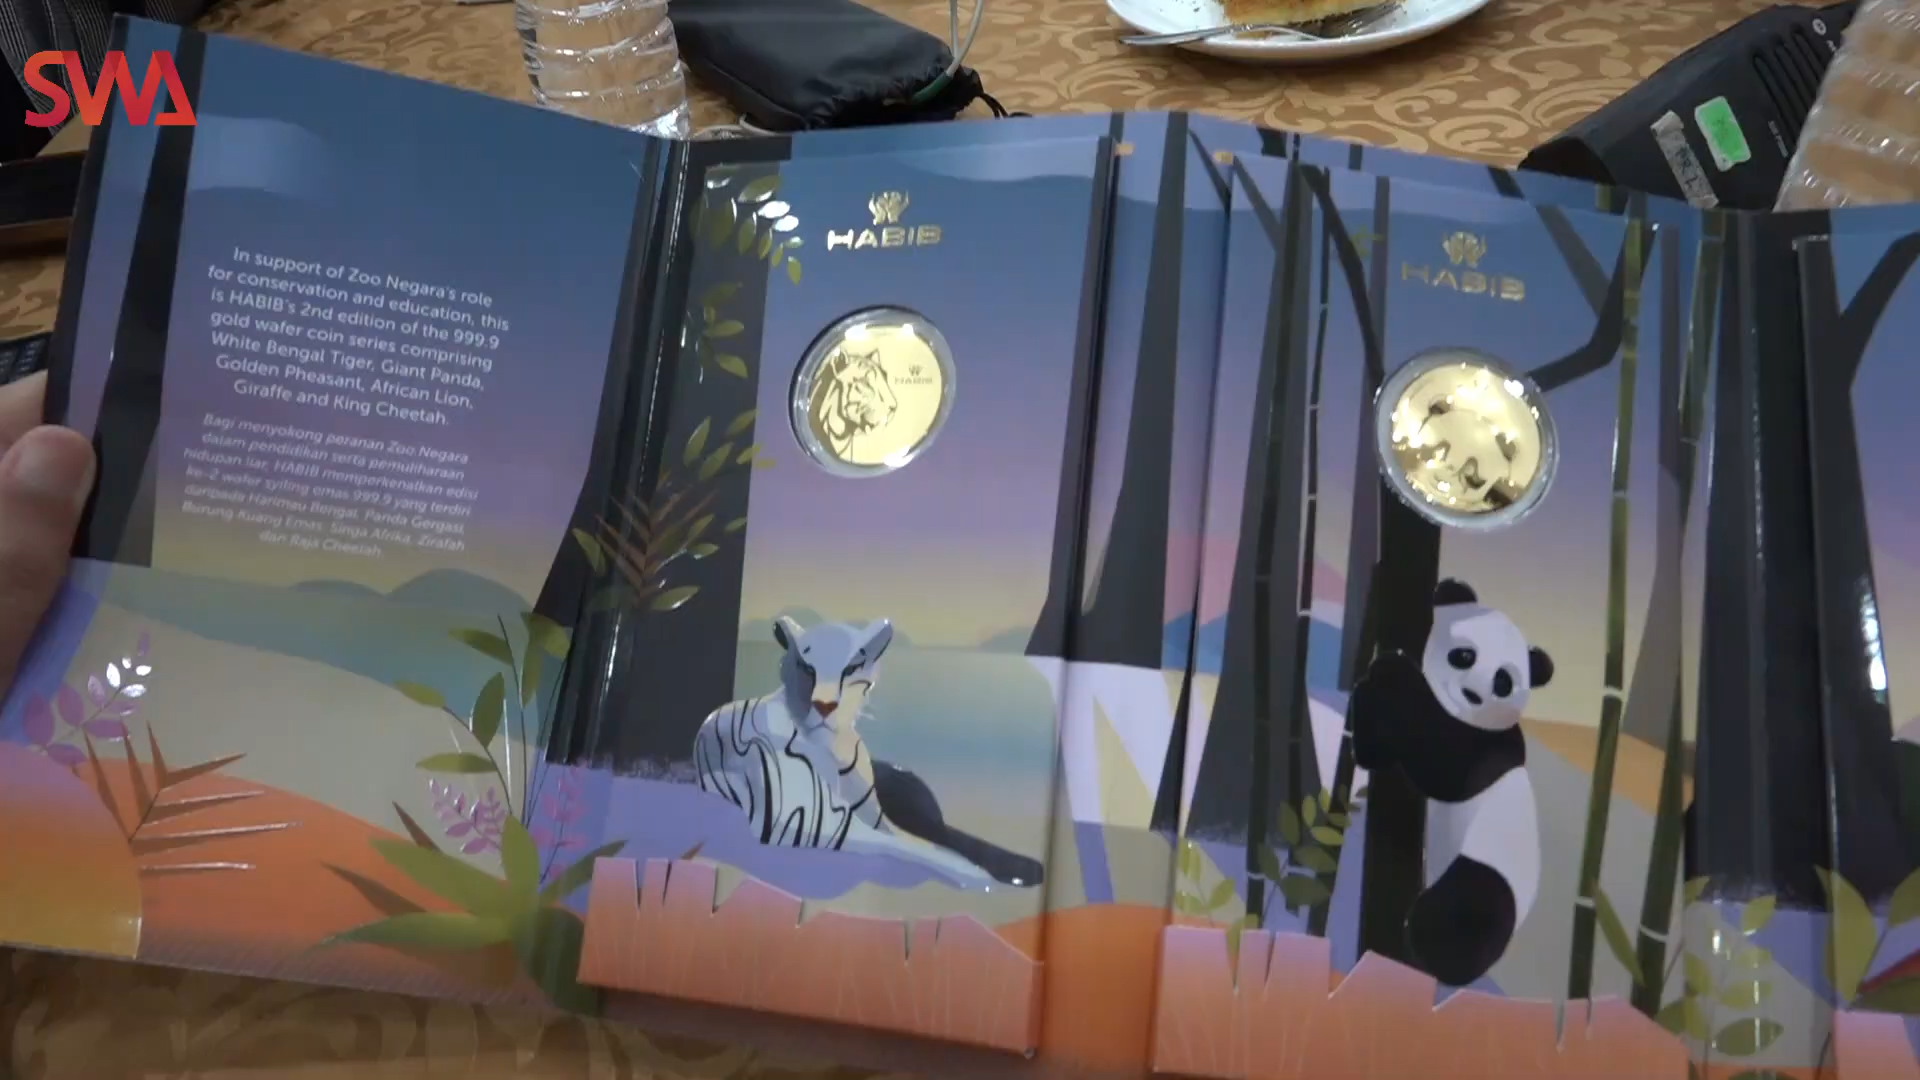 SWA
In support of Zoo Negara's role
for conservation and education, this
is HABIB's 2nd edition of the 999.9
gold wafer coin series comprising
White Bengal Tiger, Giant Panda,
Golden Pheasant, African Lion,
Giraffe and King Cheetah.
Bagi menyokong peranan Zoo Negara
dalam pendidikan serta pemuliharaan
hidupan liar, HABIB memperkenalkan edisi
ke-2 wafer syiling emas 999.9 yang terdiri
daripada Harimau Bengal, Panda Gergasi,
Burung Kuang Emas, Singa Afrika, Zirafah
dan Raja Cheetah.
HABIB
HABIB
HABIB